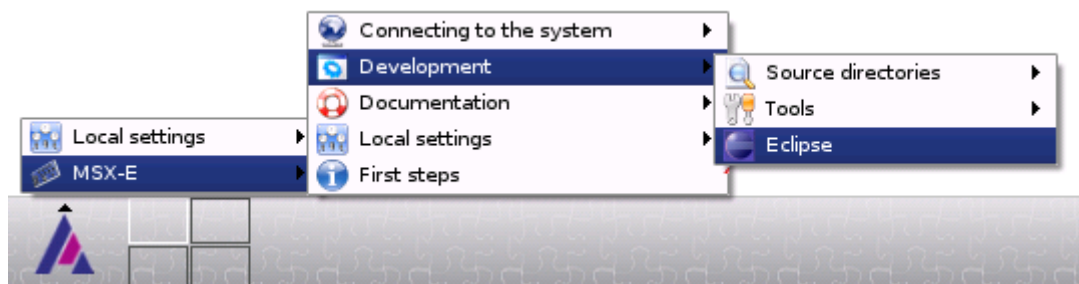 Local settings
MSX-E
Connecting to the system
Development
Documentation
Local settings
First steps
Source directories
Tools
Eclipse